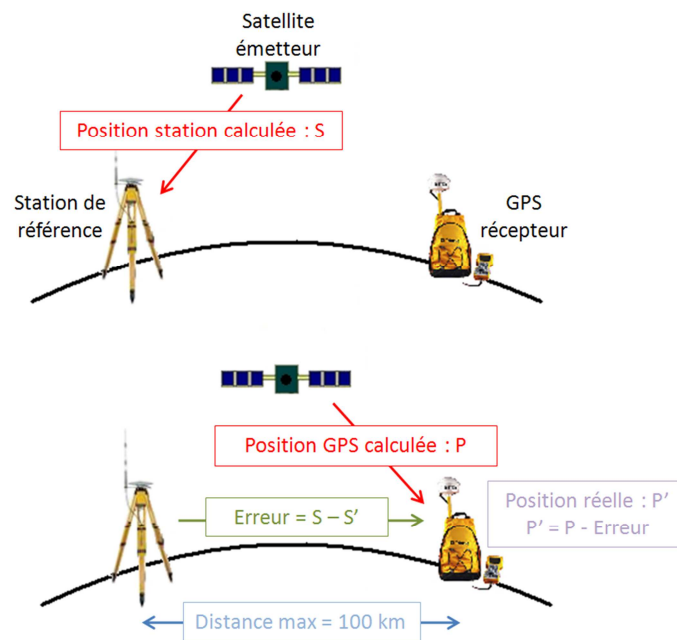 Satellite
émetteur
Position station calculée : S
Station de
référence
GPS
récepteur
Position GPS calculée : P
Erreur = S – S’
Position réelle : P’
P’ = P - Erreur
Distance max = 100 km